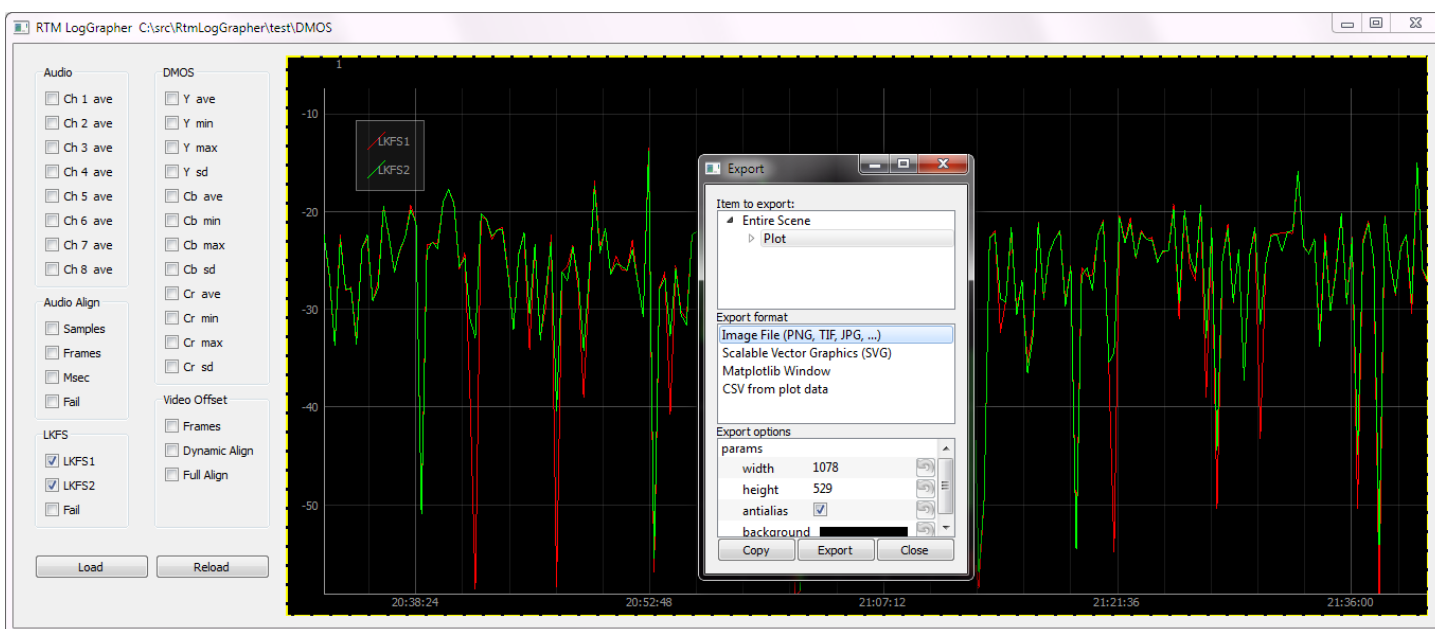 RTM LogGrapher C:\src\RtmLogGrapher\test\DMOS
Audio
Ch 1 ave
Ch 2 ave
Ch 3 ave
Ch 4 ave
Ch 5 ave
Ch 6 ave
Ch 7 ave
Ch 8 ave
Audio Align
Samples
Frames
Msec
Fail
LKFS
LKFS1
LKFS2
Fail
DMOS
Y ave
Y min
Y max
Y sd
Cb ave
Cb min
Cb max
Cb sd
Cr ave
Cr min
Cr max
Cr sd
Video Offset
Frames
Dynamic Align
Full Align
Load
Reload
1
-10
-20
-30
-40
-50
LKFS1
LKFS2
20:38:24
20:52:48
21:07:12
21:21:36
21:36:00
Export
Item to export:
Entire Scene
Plot
Export format
Image File (PNG, TIF, JPG, ...)
Scalable Vector Graphics (SVG)
Matplotlib Window
CSV from plot data
Export options
params
width 1078
height 529
antialias
background
Copy
Export
Close